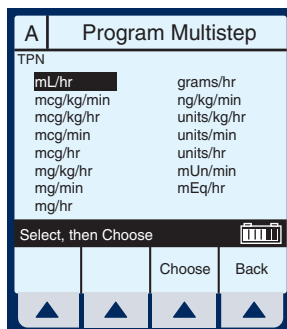 A Program Multistep
TPN
mL/hr
mcg/kg/min
mcg/kg/hr
mcg/min
mcg/hr
mg/kg/hr
mg/min
mg/hr
grams/hr
ng/kg/min
units/kg/hr
units/min
units/hr
mUn/min
mEq/hr
Select, then Choose
Choose Back